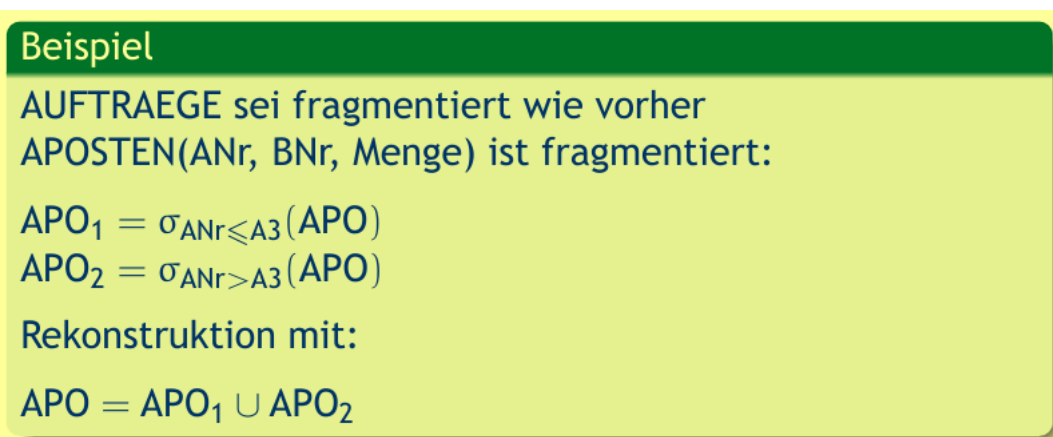 Beispiel
AUFTRAEGE sei fragmentiert wie vorher
APOSTEN(ANr, BNr, Menge) ist fragmentiert:
APO₁ = σ_ANr⩽A3(APO)
APO₂ = σ_ANr>A3(APO)
Rekonstruktion mit:
APO = APO₁ ∪ APO₂